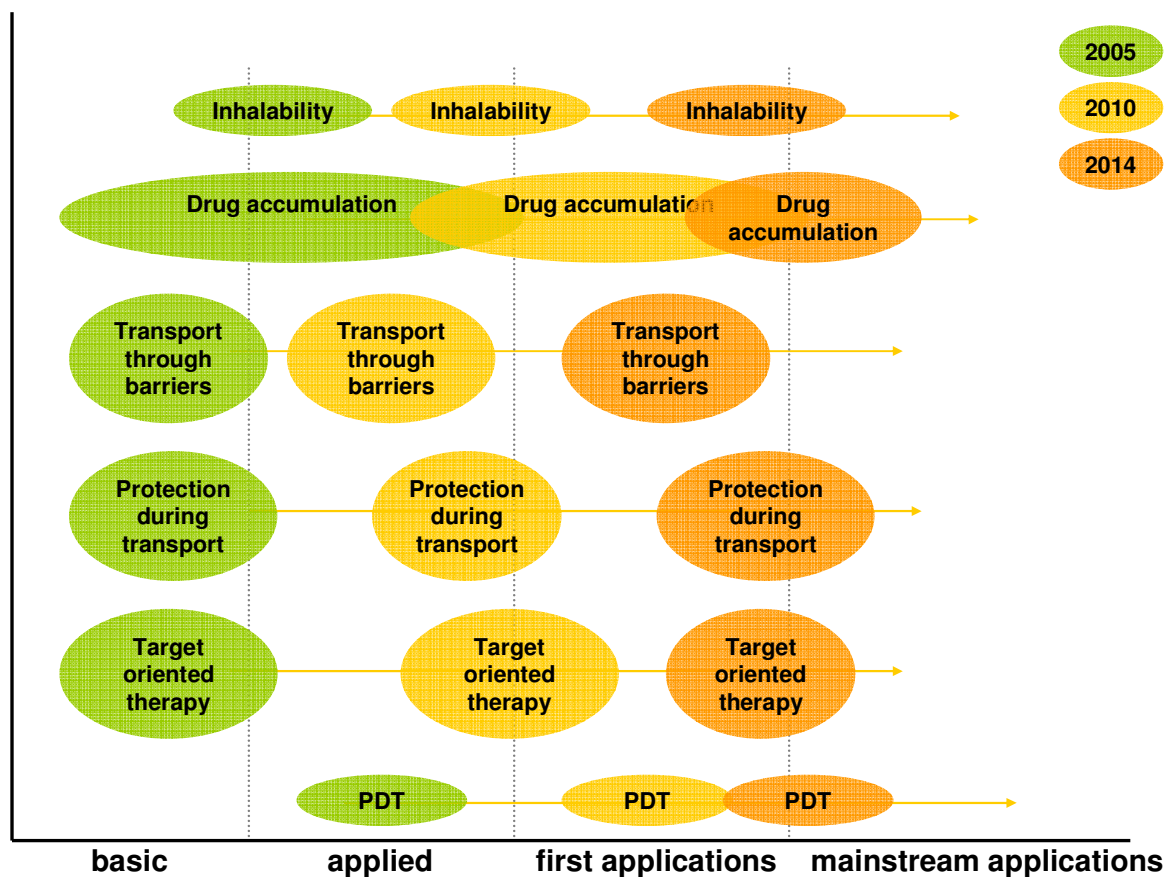 2005
2010
2014
Inhalability
Inhalability
Inhalability
Drug accumulation
Drug accumulation
Drug
accumulation
Transport
through
barriers
Transport
through
barriers
Transport
through
barriers
Protection
during
transport
Protection
during
transport
Protection
during
transport
Target
oriented
therapy
Target
oriented
therapy
Target
oriented
therapy
PDT
PDT
PDT
basic
applied
first applications
mainstream applications